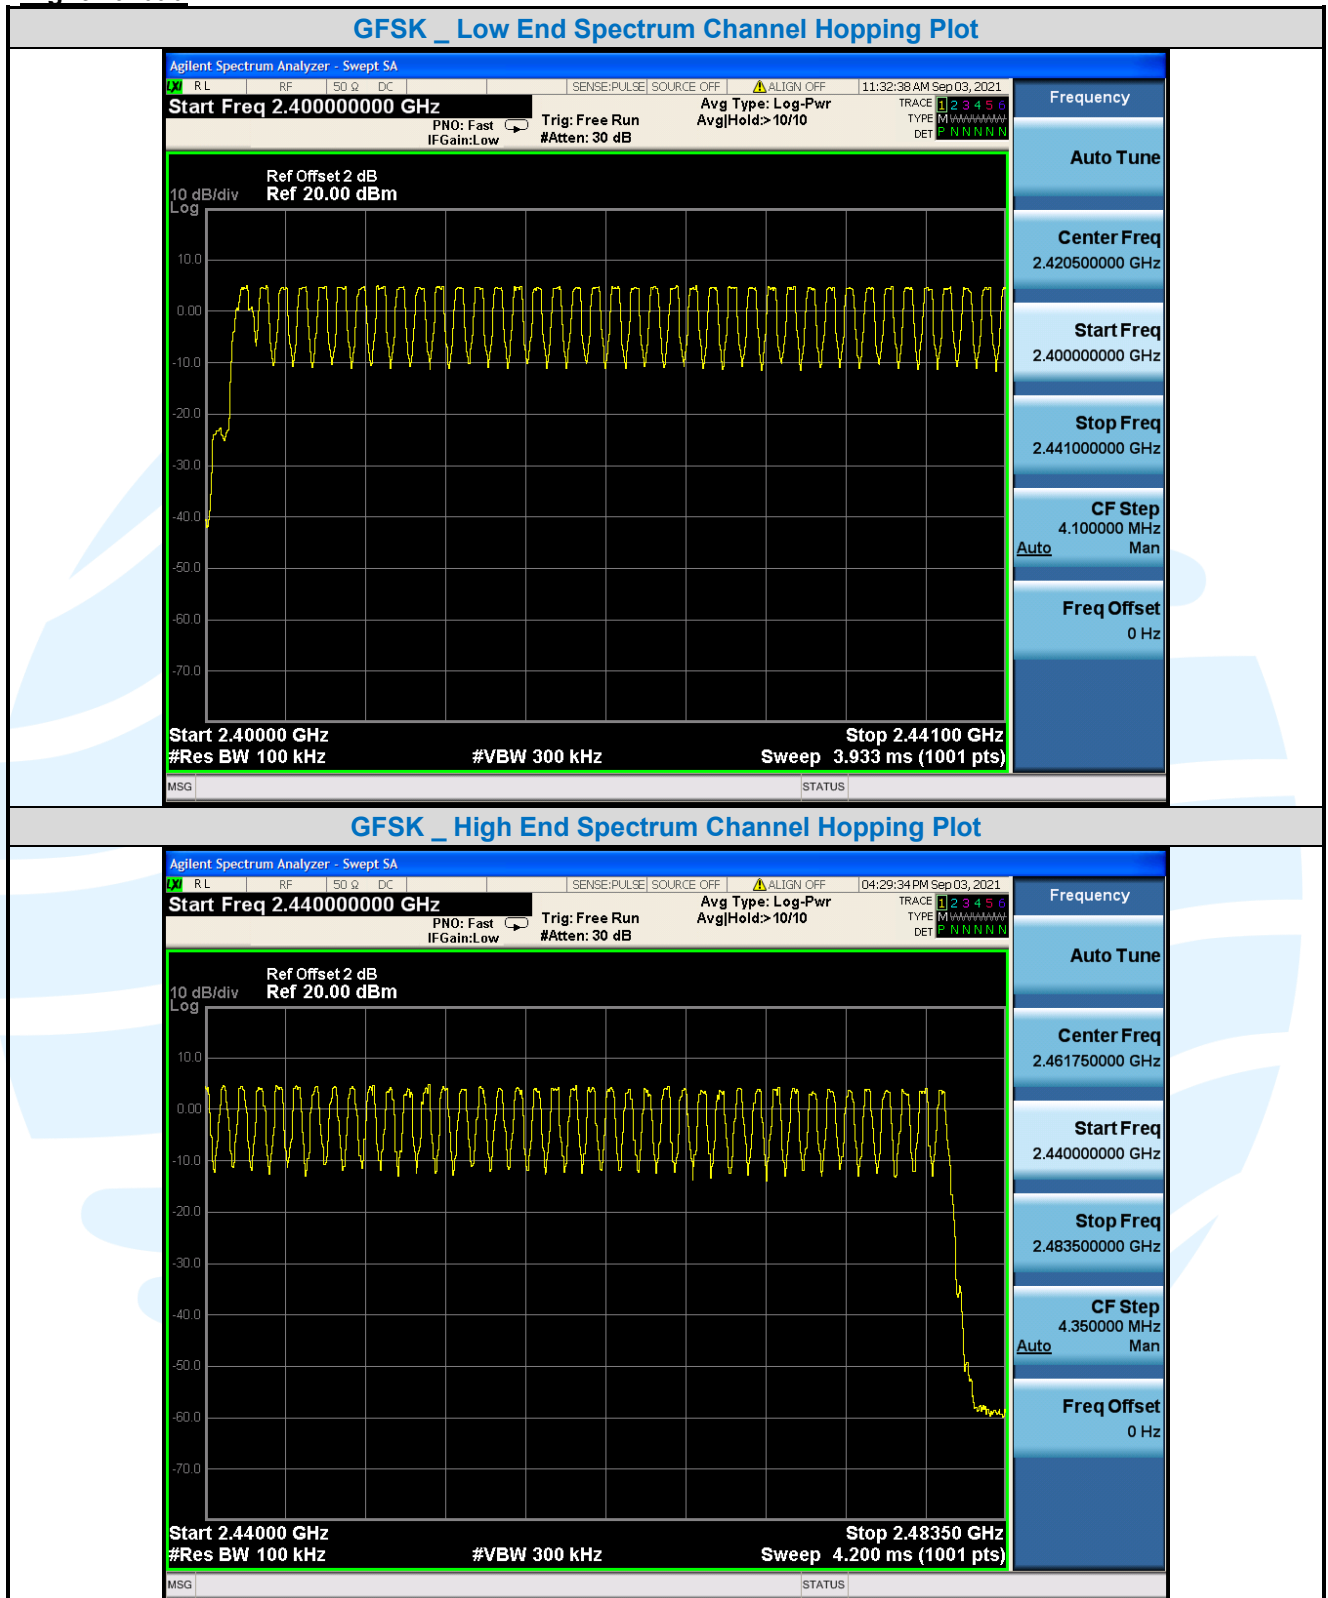 GFSK _ Low End Spectrum Channel Hopping Plot
Agilent Spectrum Analyzer - Swept SA
LXI RL RF 50 Ω DC SENSE:PULSE SOURCE OFF ALIGN OFF 11:32:38 AM Sep 03, 2021
Start Freq 2.400000000 GHz
PNO: Fast
IFGain:Low
Trig: Free Run
#Atten: 30 dB
Avg Type: Log-Pwr
Avg|Hold:>10/10
TRACE 1 2 3 4 5 6
TYPE M WWWWW
DET P N N N N N
Frequency
Auto Tune
Center Freq
2.420500000 GHz
Start Freq
2.400000000 GHz
Stop Freq
2.441000000 GHz
CF Step
4.100000 MHz
Auto Man
Freq Offset
0 Hz
Ref Offset 2 dB
10 dB/div Ref 20.00 dBm
Log
10.0
0.00
-10.0
-20.0
-30.0
-40.0
-50.0
-60.0
-70.0
Start 2.40000 GHz Stop 2.44100 GHz
#Res BW 100 kHz #VBW 300 kHz Sweep 3.933 ms (1001 pts)
MSG STATUS
GFSK _ High End Spectrum Channel Hopping Plot
Agilent Spectrum Analyzer - Swept SA
LXI RL RF 50 Ω DC SENSE:PULSE SOURCE OFF ALIGN OFF 04:29:34 PM Sep 03, 2021
Start Freq 2.440000000 GHz
PNO: Fast
IFGain:Low
Trig: Free Run
#Atten: 30 dB
Avg Type: Log-Pwr
Avg|Hold:>10/10
TRACE 1 2 3 4 5 6
TYPE M WWWWW
DET P N N N N N
Frequency
Auto Tune
Center Freq
2.461750000 GHz
Start Freq
2.440000000 GHz
Stop Freq
2.483500000 GHz
CF Step
4.350000 MHz
Auto Man
Freq Offset
0 Hz
Ref Offset 2 dB
10 dB/div Ref 20.00 dBm
Log
10.0
0.00
-10.0
-20.0
-30.0
-40.0
-50.0
-60.0
-70.0
Start 2.44000 GHz Stop 2.48350 GHz
#Res BW 100 kHz #VBW 300 kHz Sweep 4.200 ms (1001 pts)
MSG STATUS